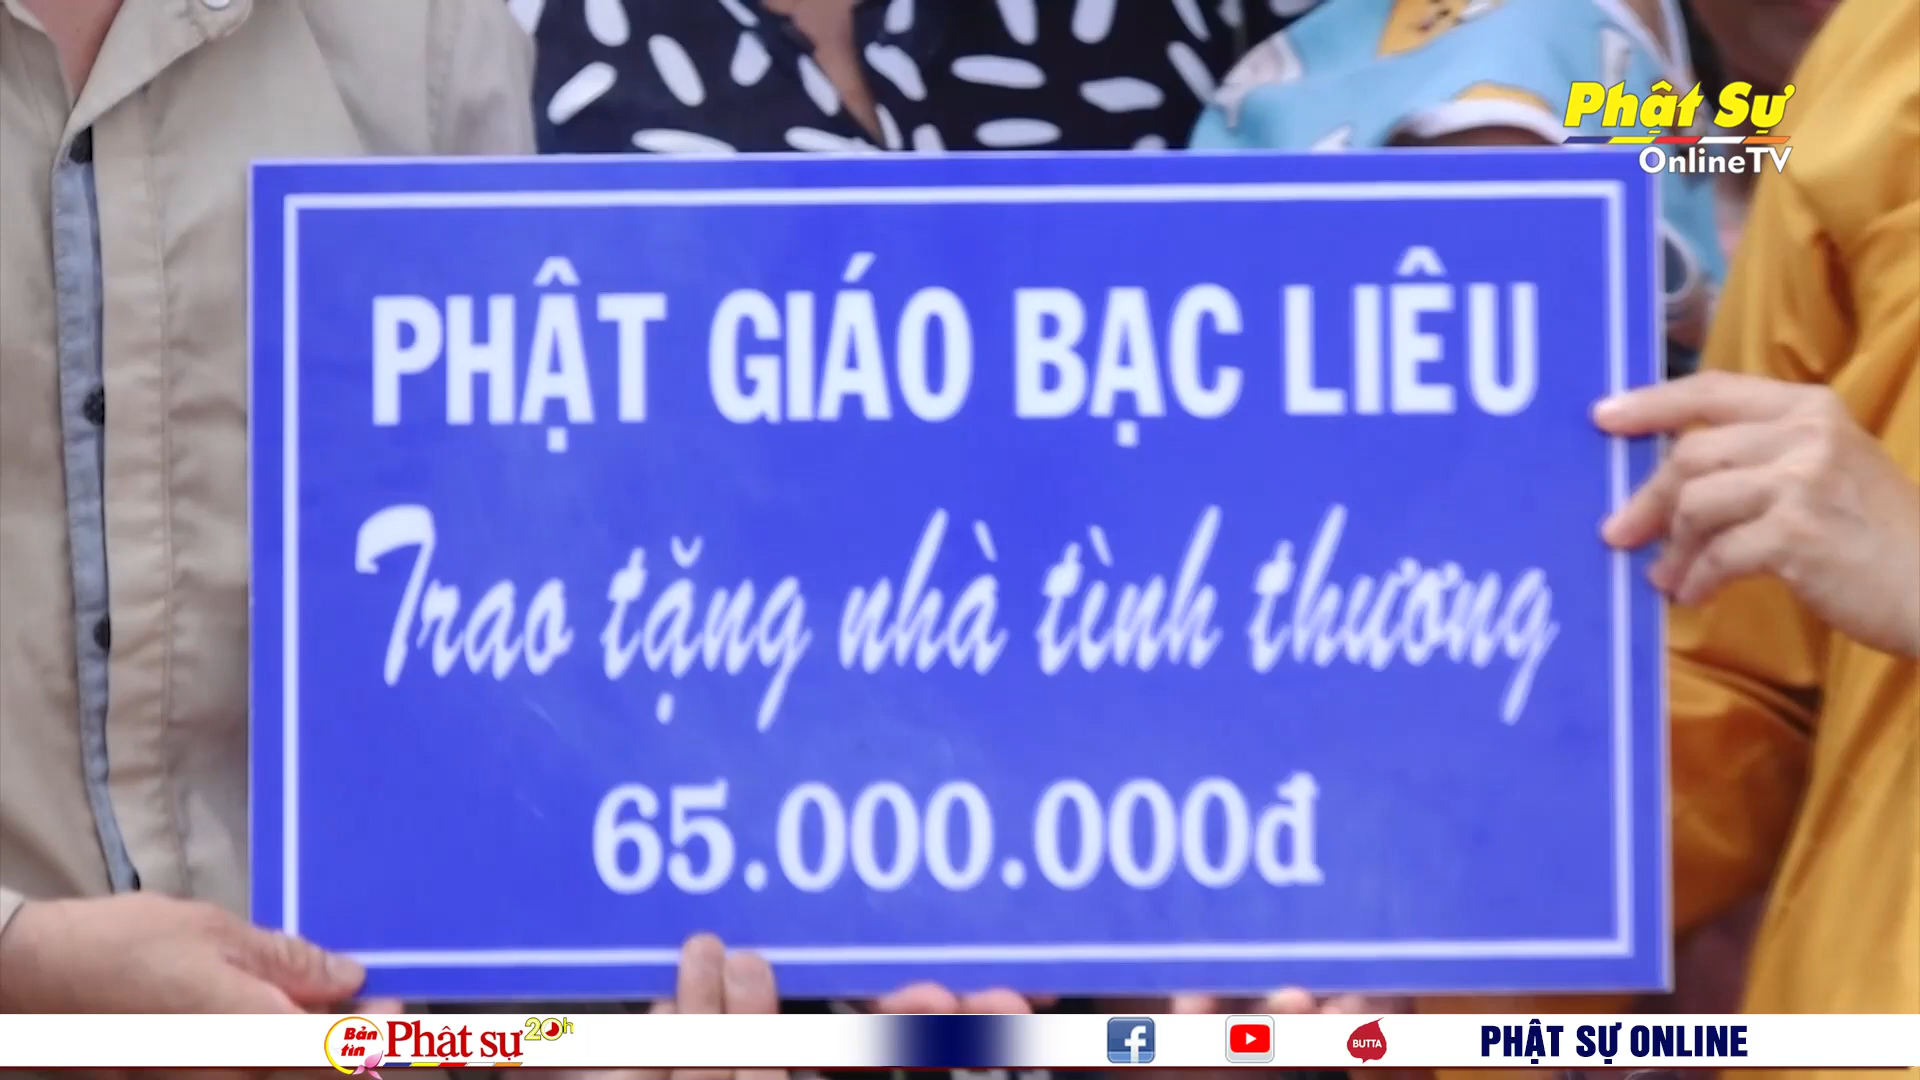 Phật Sự
OnlineTV
PHẬT GIÁO BẠC LIÊU
Trao tặng nhà tình thương
65.000.000đ
Bản tin Phật sự 20h
BUTTA
PHẬT SỰ ONLINE